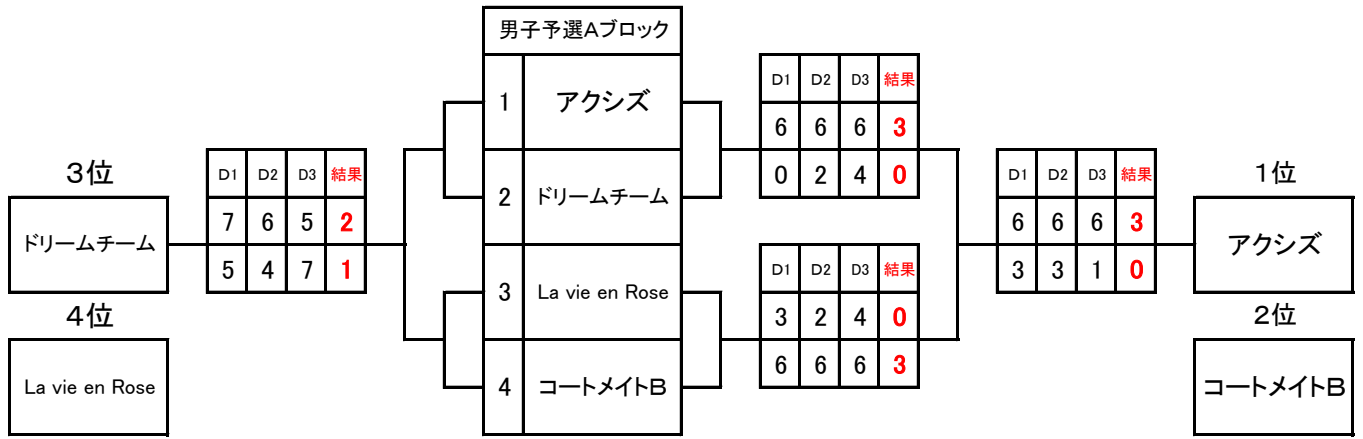 男子予選Aブロック
1 アクシズ
2 ドリームチーム
3 La vie en Rose
4 コートメイトB
D1 D2 D3 結果
6 6 6 3
0 2 4 0
D1 D2 D3 結果
3 2 4 0
6 6 6 3
D1 D2 D3 結果
6 6 6 3
3 3 1 0
1位
アクシズ
2位
コートメイトB
D1 D2 D3 結果
7 6 5 2
5 4 7 1
3位
ドリームチーム
4位
La vie en Rose